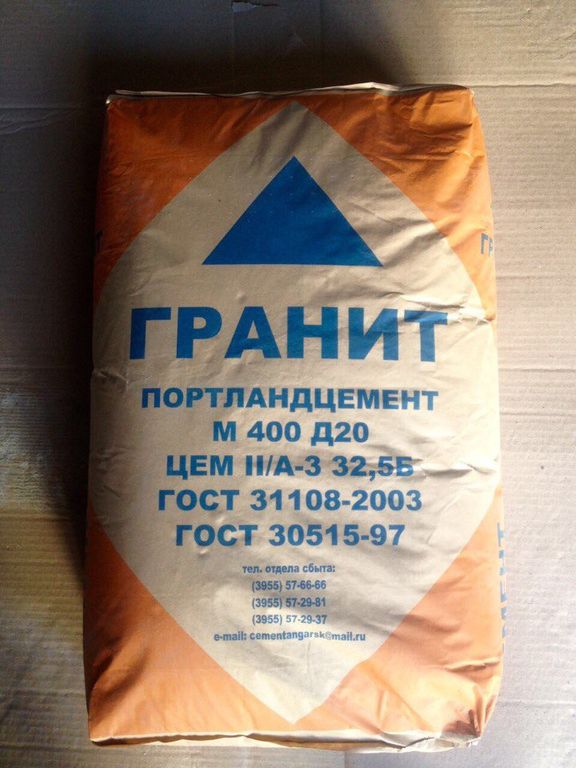 ГРАНИТ
ПОРТЛАНДЦЕМЕНТ
М 400 Д20
ЦЕМ II/А-З 32,5Б
ГОСТ 31108-2003
ГОСТ 30515-97
тел. отдела сбыта:
(3955) 57-66-66
(3955) 57-29-81
(3955) 57-29-37
e-mail: cementangarsk@mail.ru